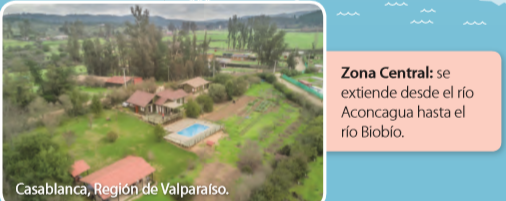 Casablanca, Región de Valparaíso.
Zona Central: se
extiende desde el río
Aconcagua hasta el
río Biobío.